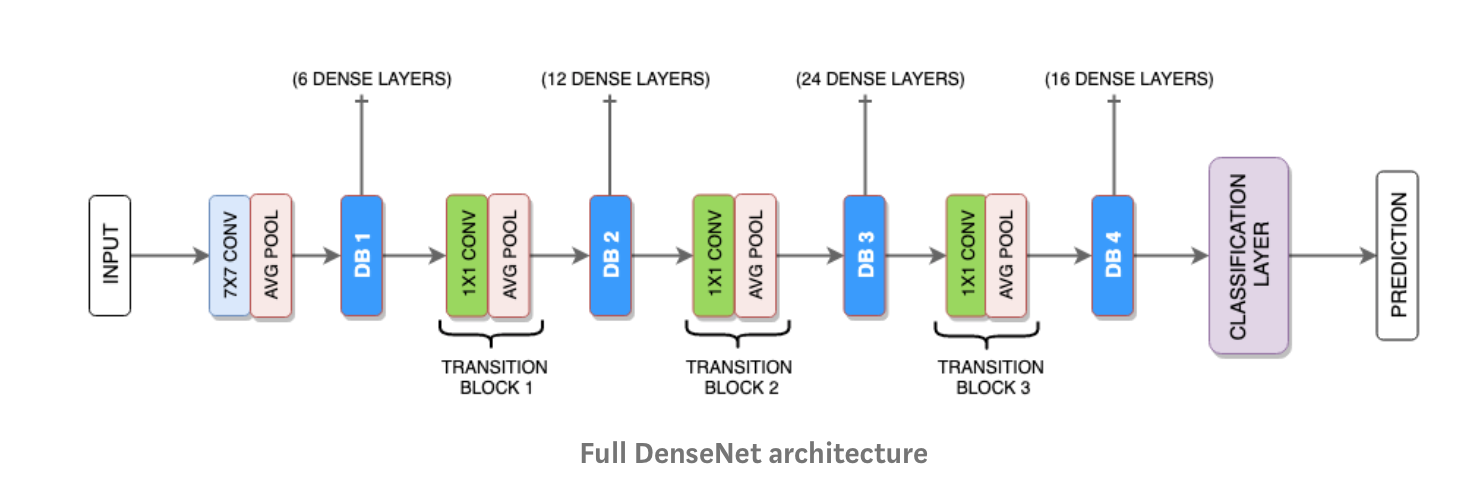 (6 DENSE LAYERS)
(12 DENSE LAYERS)
(24 DENSE LAYERS)
(16 DENSE LAYERS)
INPUT
7X7 CONV
AVG POOL
DB 1
1X1 CONV
AVG POOL
DB 2
1X1 CONV
AVG POOL
DB 3
1X1 CONV
AVG POOL
DB 4
CLASSIFICATION
LAYER
PREDICTION
TRANSITION
BLOCK 1
TRANSITION
BLOCK 2
TRANSITION
BLOCK 3
Full DenseNet architecture